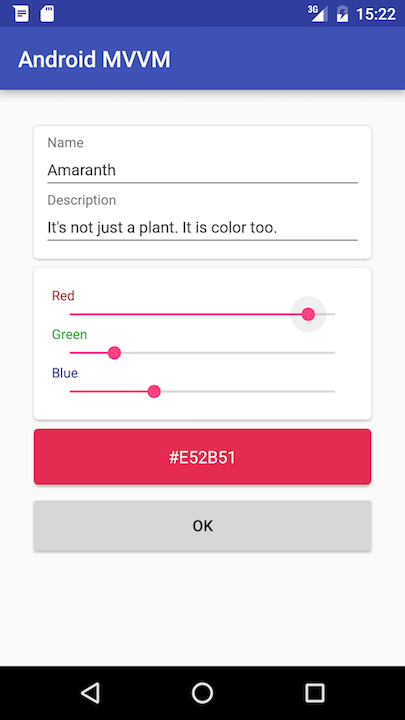 3G 15:22
Android MVVM
Name
Amaranth
Description
It's not just a plant. It is color too.
Red
Green
Blue
#E52B51
OK